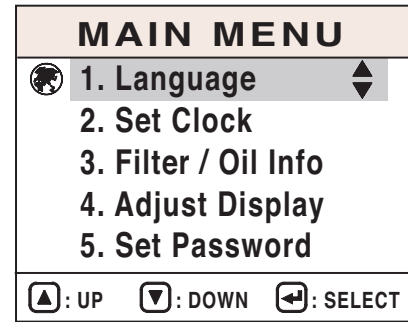 MAIN MENU
1. Language
2. Set Clock
3. Filter / Oil Info
4. Adjust Display
5. Set Password
: UP : DOWN : SELECT